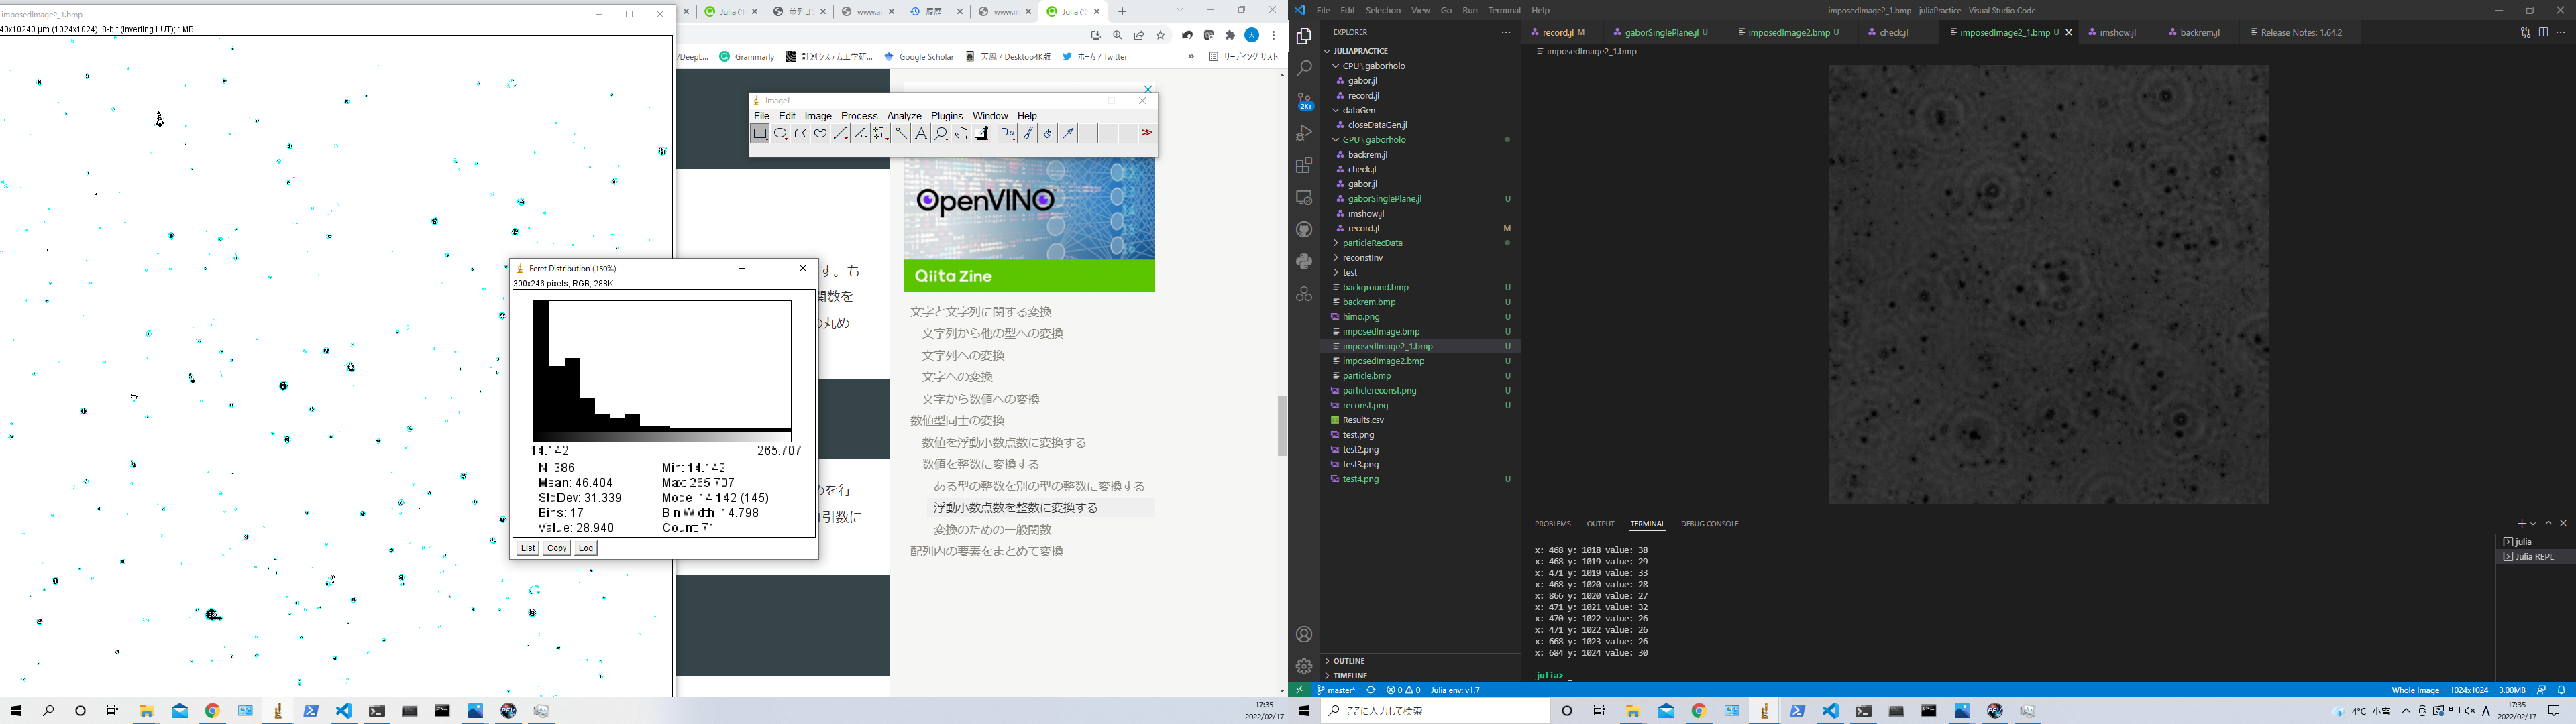 imposedImage2_1.bmp
40x10240 µm (1024x1024); 8-bit (inverting LUT); 1MB
Juliaで
並列コン
履歴
Juliaで
/DeepL...
Grammarly
計測システム工学研...
Google Scholar
天鳳 / Desktop4K版
ホーム / Twitter
»
リーディング リスト
ImageJ
File Edit Image Process Analyze Plugins Window Help
Dev
OpenVINO
Qiita Zine
す。も
関数を
の丸め
めを行
引数に
文字と文字列に関する変換
文字列から他の型への変換
文字列への変換
文字への変換
文字から数値への変換
数値型同士の変換
数値を浮動小数点数に変換する
数値を整数に変換する
ある型の整数を別の型の整数に変換する
浮動小数点数を整数に変換する
変換のための一般関数
配列内の要素をまとめて変換
Feret Distribution (150%)
300x246 pixels; RGB; 288K
14.142 265.707
N: 386 Min: 14.142
Mean: 46.404 Max: 265.707
StdDev: 31.339 Mode: 14.142 (145)
Bins: 17 Bin Width: 14.798
Value: 28.940 Count: 71
List Copy Log
17:35
2022/02/17
File Edit Selection View Go Run Terminal Help
imposedImage2_1.bmp - juliaPractice - Visual Studio Code
EXPLORER
record.jl M
gaborSinglePlane.jl U
imposedImage2.bmp U
check.jl
imposedImage2_1.bmp U
imshow.jl
backrem.jl
Release Notes: 1.64.2
imposedImage2_1.bmp
2K+
JULIAPRACTICE
CPU \ gaborholo
gabor.jl
record.jl
dataGen
closeDataGen.jl
GPU \ gaborholo
backrem.jl
check.jl
gabor.jl
gaborSinglePlane.jl U
imshow.jl
record.jl M
particleRecData
reconstInv
test
background.bmp U
backrem.bmp U
himo.png U
imposedImage.bmp U
imposedImage2_1.bmp U
imposedImage2.bmp U
particle.bmp U
particlereconst.png U
reconst.png U
Results.csv
test.png
test2.png
test3.png
test4.png U
OUTLINE
TIMELINE
PROBLEMS OUTPUT TERMINAL DEBUG CONSOLE
x: 468 y: 1018 value: 38
x: 468 y: 1019 value: 29
x: 471 y: 1019 value: 33
x: 468 y: 1020 value: 28
x: 866 y: 1020 value: 27
x: 471 y: 1021 value: 32
x: 470 y: 1022 value: 26
x: 471 y: 1022 value: 26
x: 668 y: 1023 value: 26
x: 684 y: 1024 value: 30
julia>
julia
Julia REPL
master*
0 0
Julia env: v1.7
Whole Image 1024x1024 3.00MB
ここに入力して検索
4°C 小雪
A
17:35
2022/02/17